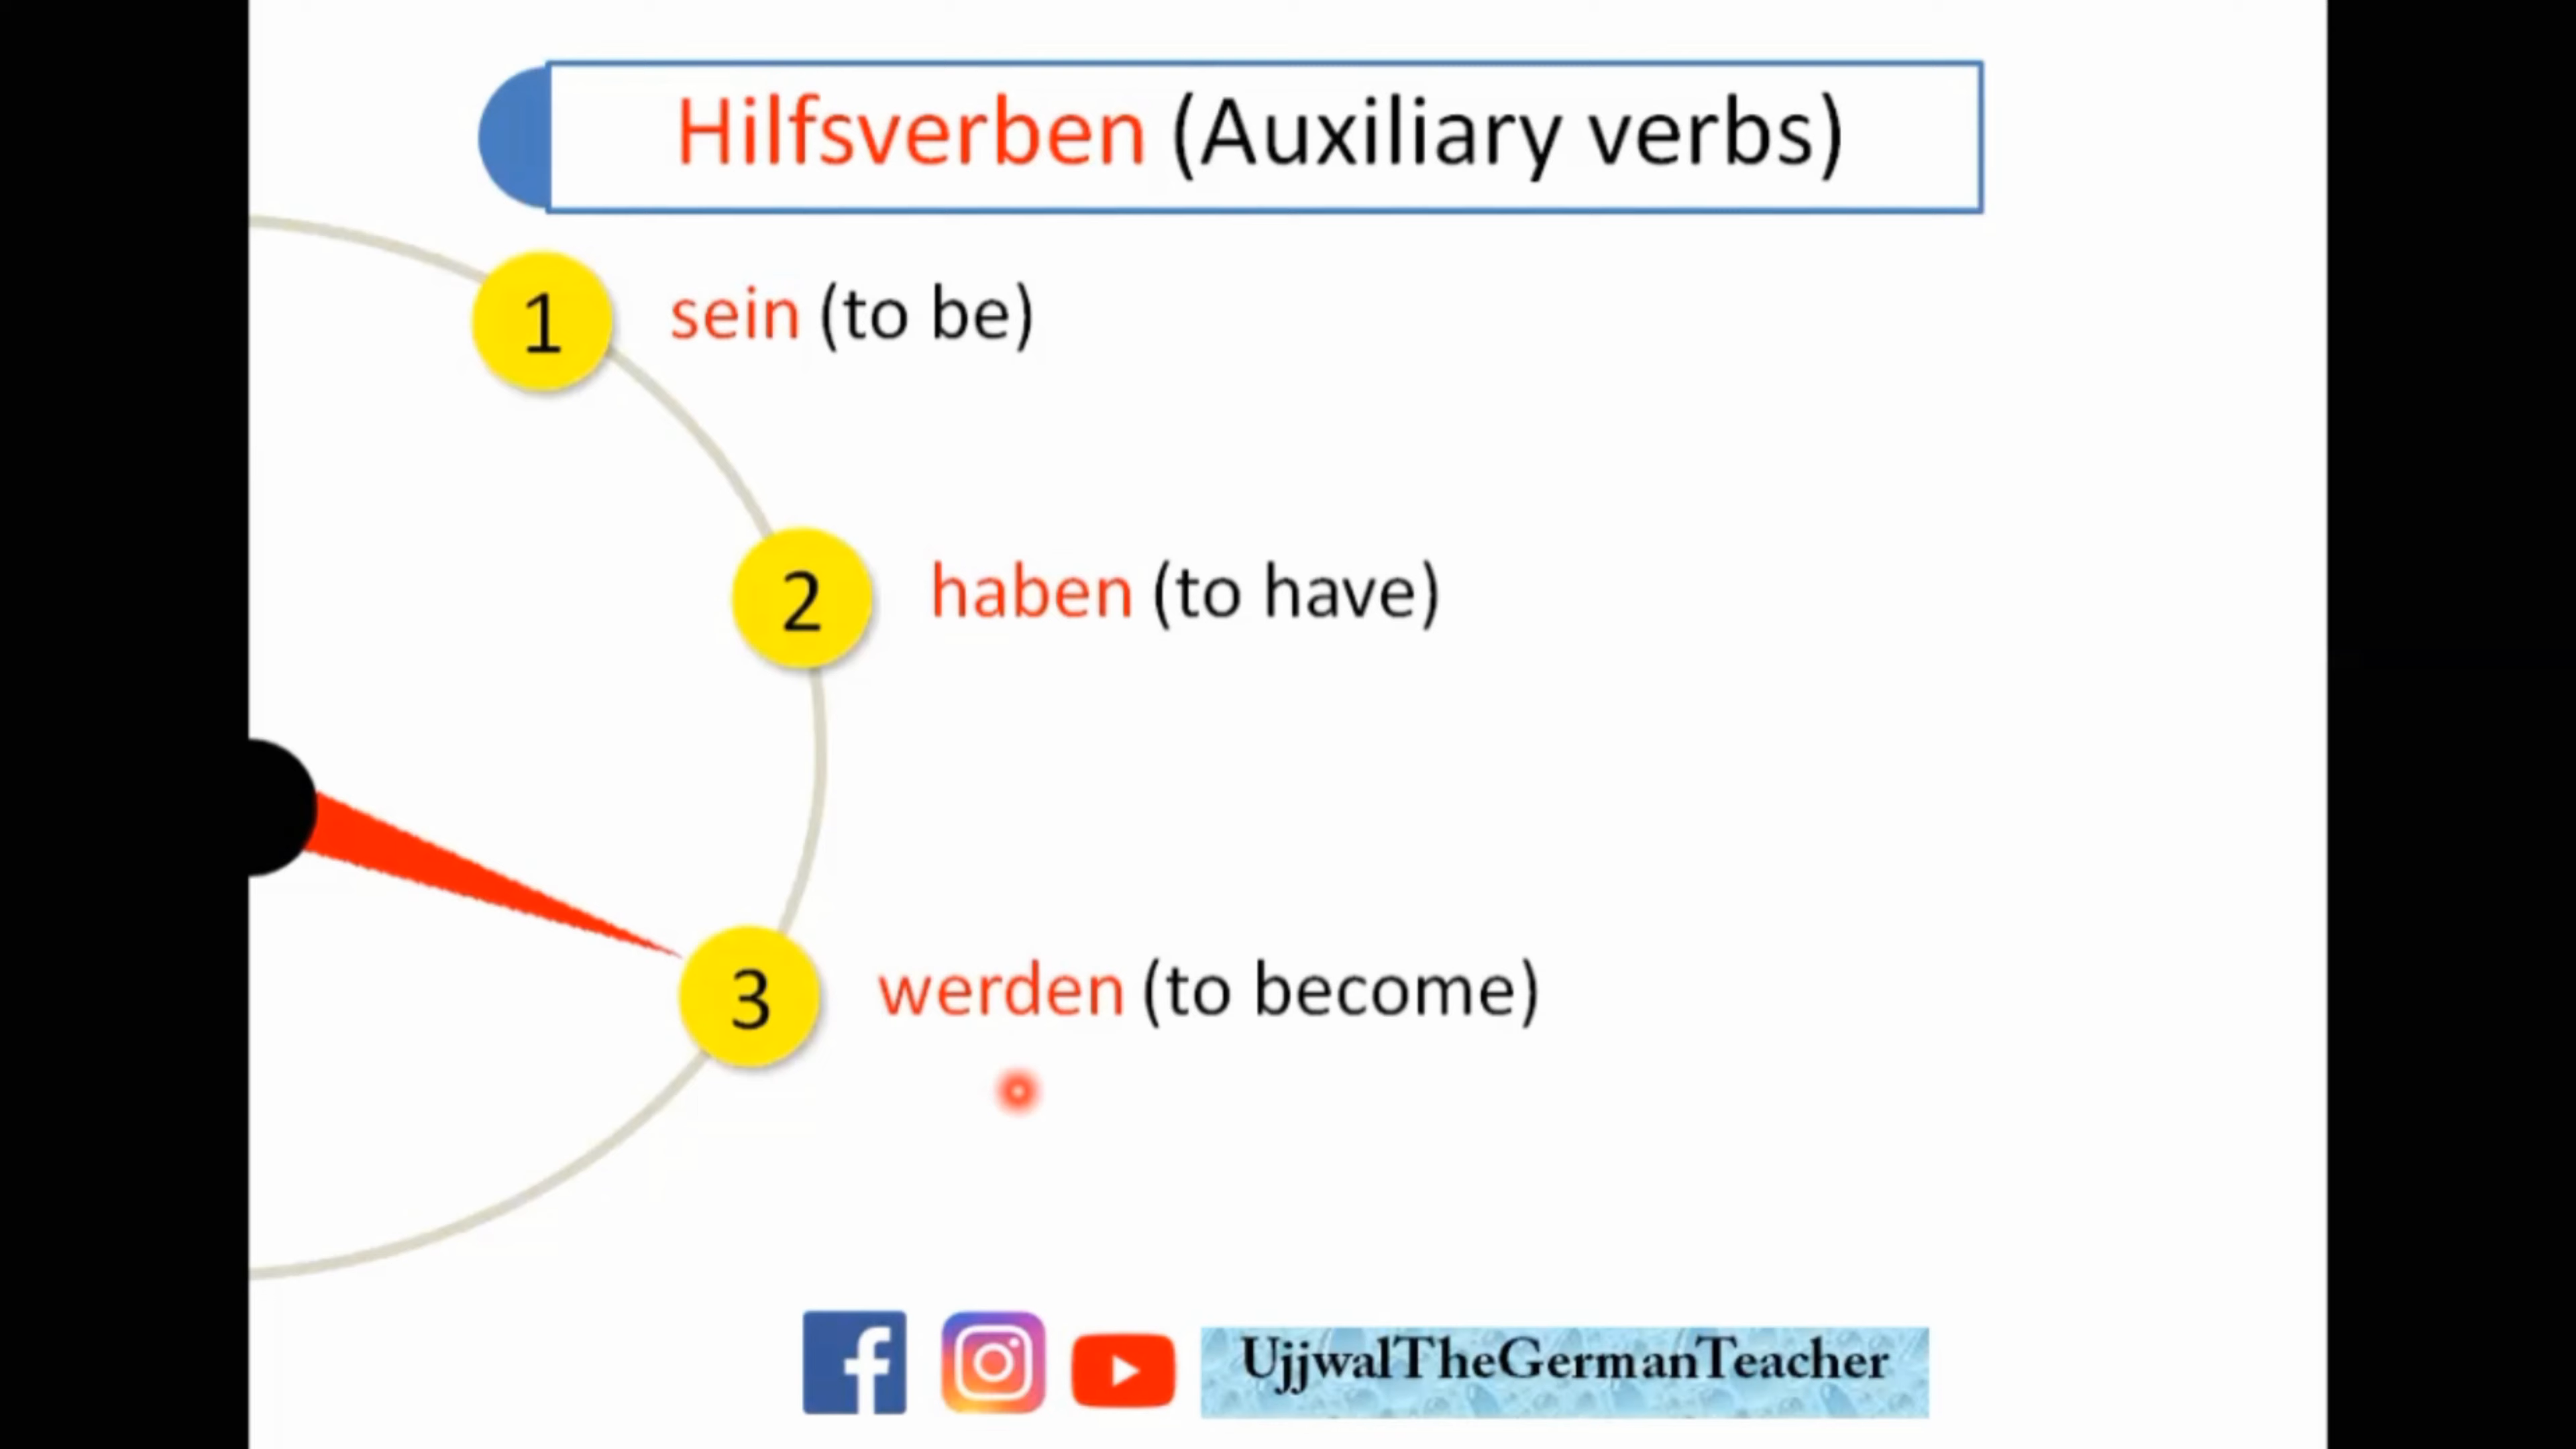 Hilfsverben (Auxiliary verbs)
1 sein (to be)
2 haben (to have)
3 werden (to become)
UjjwalTheGermanTeacher